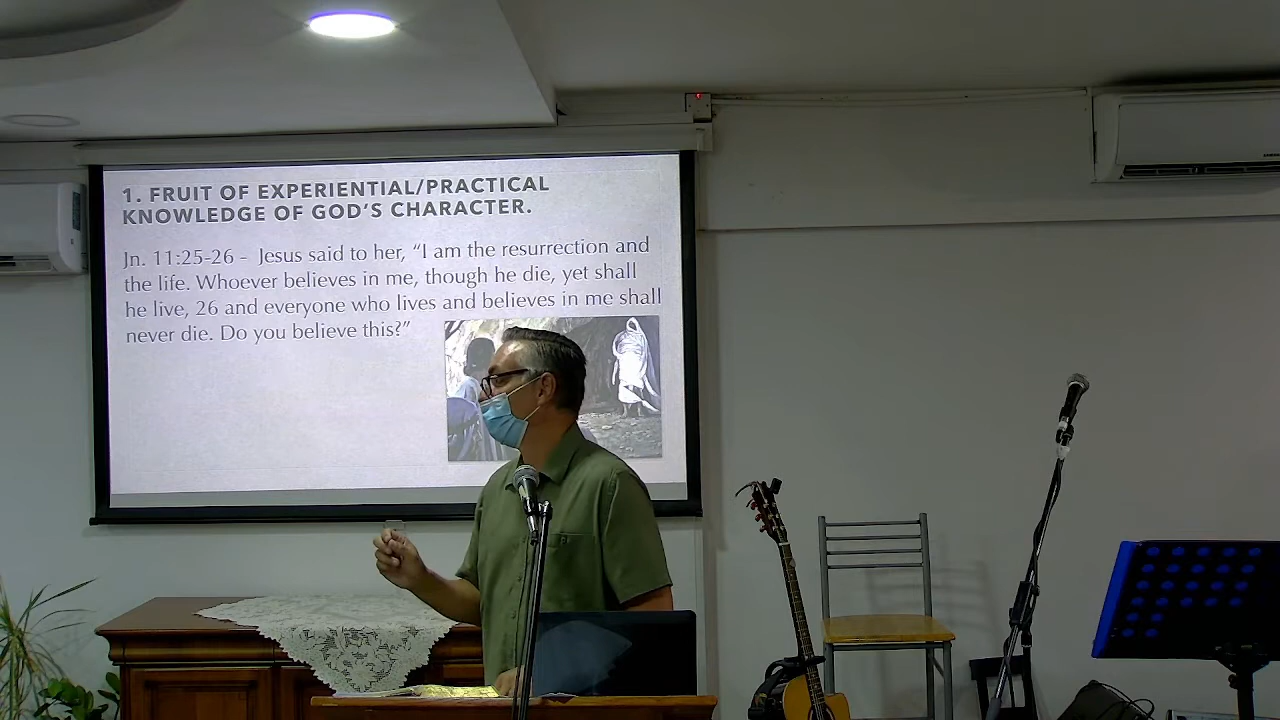 1. FRUIT OF EXPERIENTIAL/PRACTICAL
KNOWLEDGE OF GOD'S CHARACTER.
Jn. 11:25-26 - Jesus said to her, “I am the resurrection and
the life. Whoever believes in me, though he die, yet shall
he live, 26 and everyone who lives and believes in me shall
never die. Do you believe this?”